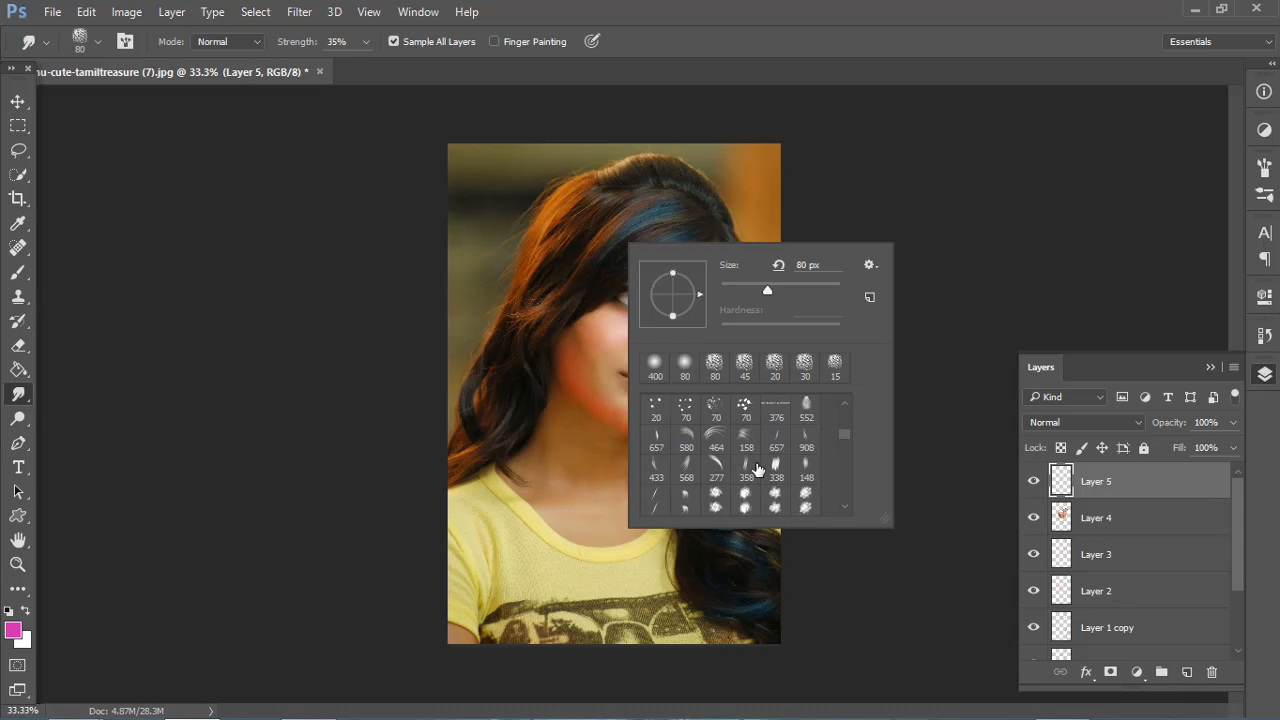 Ps File Edit Image Layer Type Select Filter 3D View Window Help
80 Mode: Normal Strength: 35% Sample All Layers Finger Painting Essentials
nu-cute-tamiltreasure (7).jpg @ 33.3% (Layer 5, RGB/8) *
Size: 80 px
Hardness:
400 80 80 45 20 30 15
20 70 70 70 376 552
657 580 464 158 657 908
433 568 277 358 338 148
Layers
Kind
Normal Opacity: 100%
Lock: Fill: 100%
Layer 5
Layer 4
Layer 3
Layer 2
Layer 1 copy
fx
T
A
33.33% Doc: 4.87M/28.3M